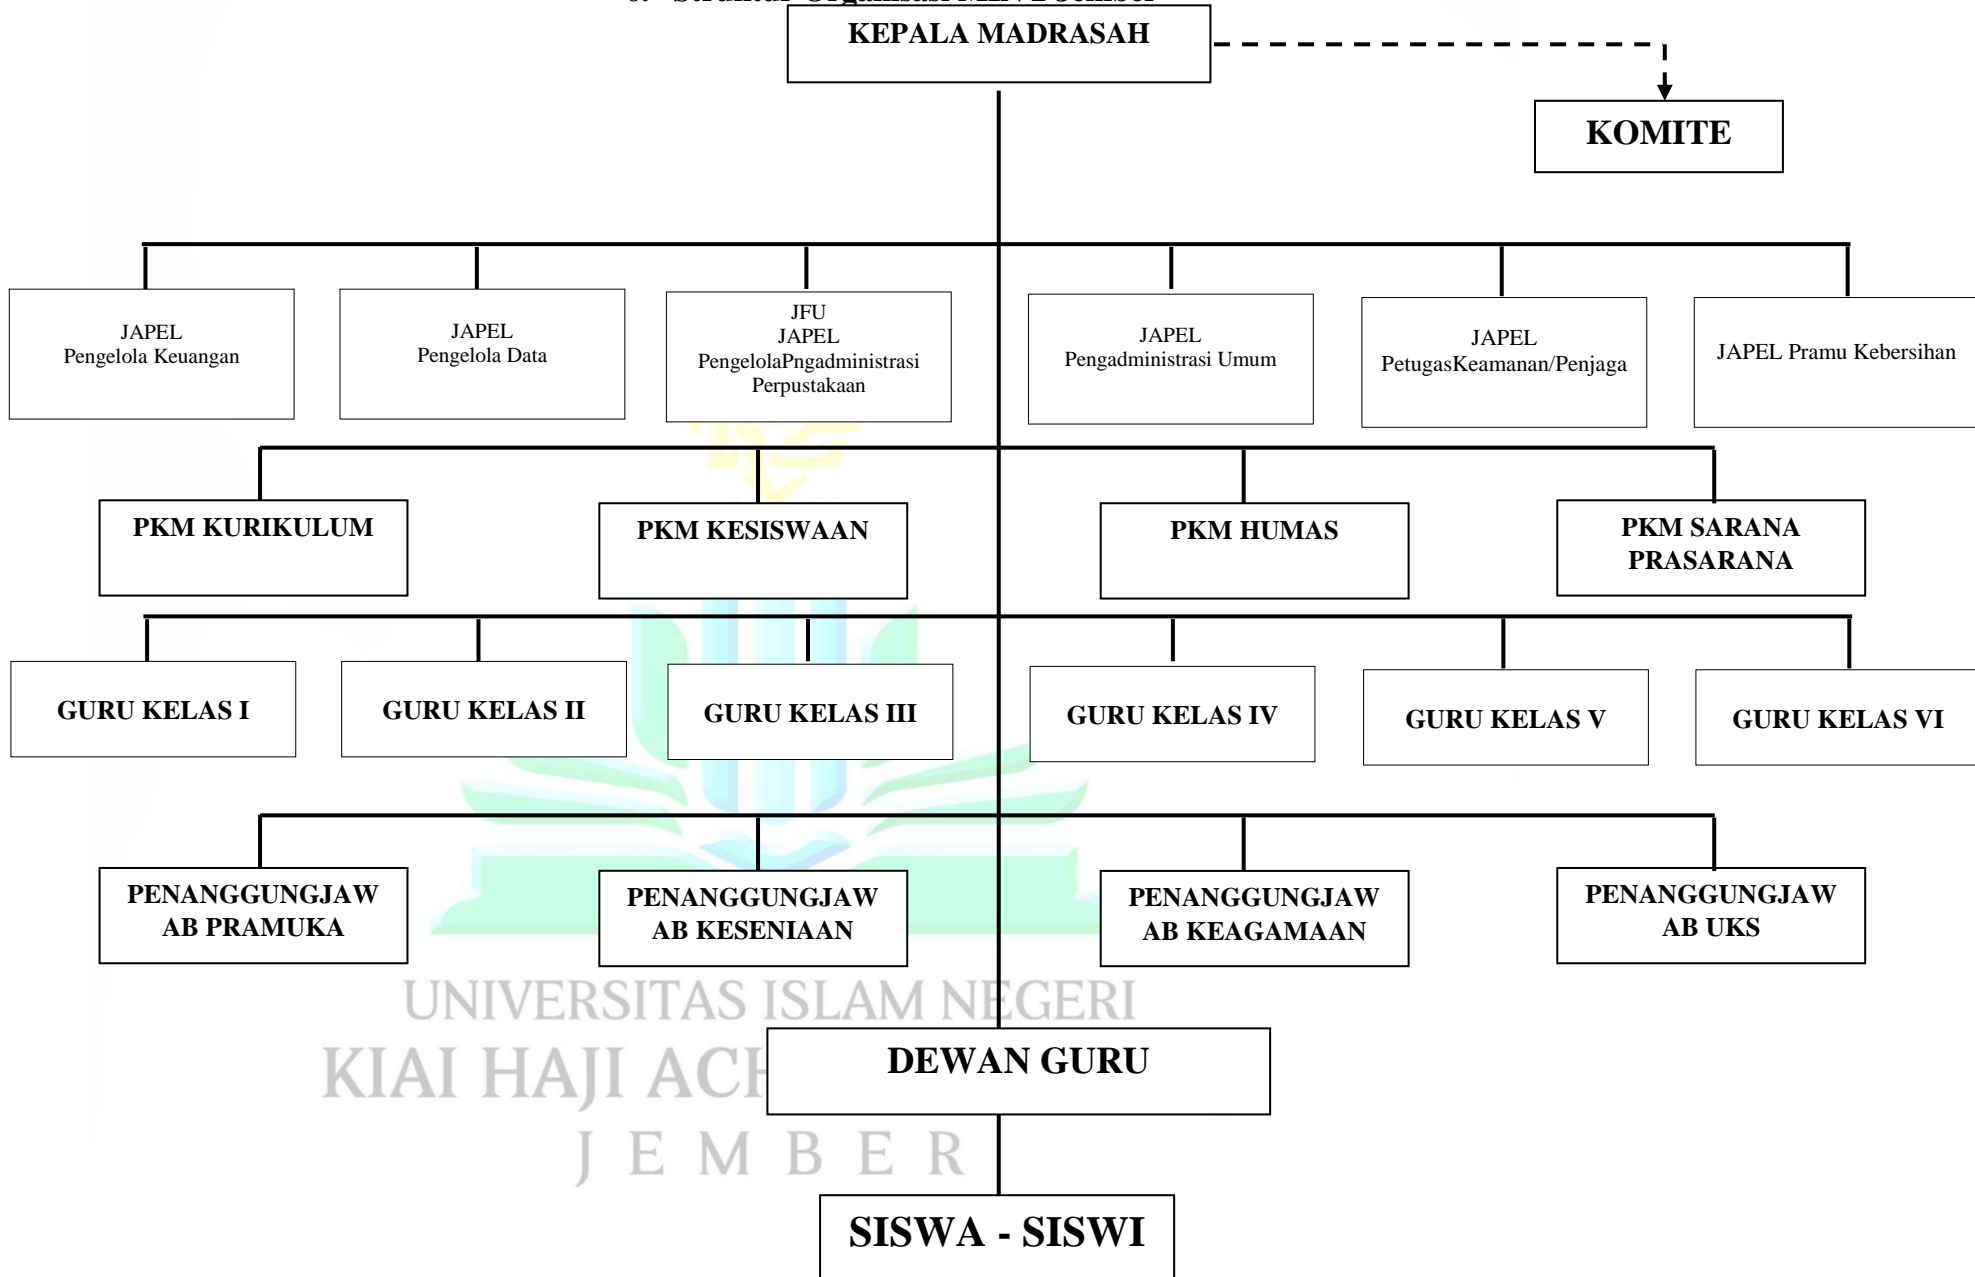 Struktur Organisasi
KEPALA MADRASAH
KOMITE
JAPEL
Pengelola Keuangan
JAPEL
Pengelola Data
JFU
JAPEL
PengelolaPngadministrasi
Perpustakaan
JAPEL
Pengadministrasi Umum
JAPEL
PetugasKeamanan/Penjaga
JAPEL Pramu Kebersihan
PKM KURIKULUM
PKM KESISWAAN
PKM HUMAS
PKM SARANA
PRASARANA
GURU KELAS I
GURU KELAS II
GURU KELAS III
GURU KELAS IV
GURU KELAS V
GURU KELAS VI
PENANGGUNGJAW
AB PRAMUKA
PENANGGUNGJAW
AB KESENIAAN
PENANGGUNGJAW
AB KEAGAMAAN
PENANGGUNGJAW
AB UKS
UNIVERSITAS ISLAM NEGERI
KIAI HAJI
DEWAN GURU
JEMBER
SISWA - SISWI